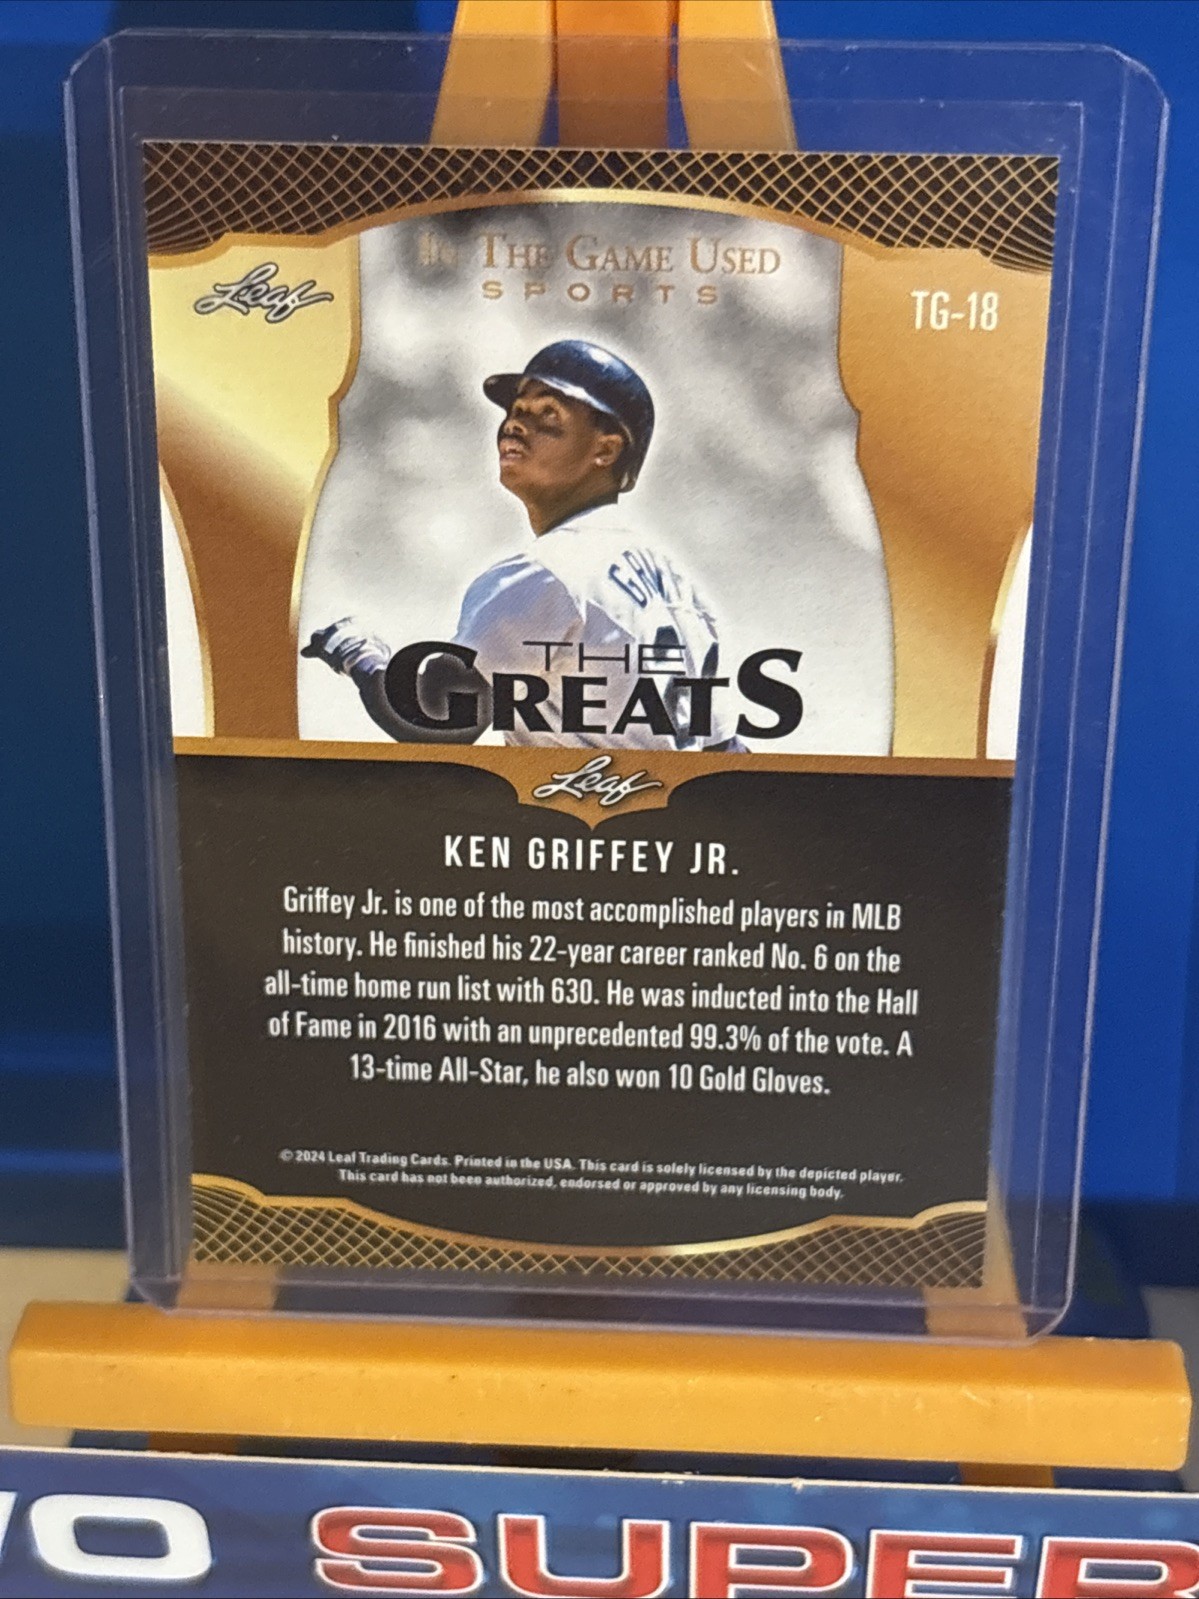 In The Game Used
SPORTS
Leaf
TG-18
THE
GREATS
Leaf
KEN GRIFFEY JR.
Griffey Jr. is one of the most accomplished players in MLB
history. He finished his 22-year career ranked No. 6 on the
all-time home run list with 630. He was inducted into the Hall
of Fame in 2016 with an unprecedented 99.3% of the vote. A
13-time All-Star, he also won 10 Gold Gloves.
© 2024 Leaf Trading Cards. Printed in the USA. This card is solely licensed by the depicted player.
This card has not been authorized, endorsed or approved by any licensing body.
SUPER